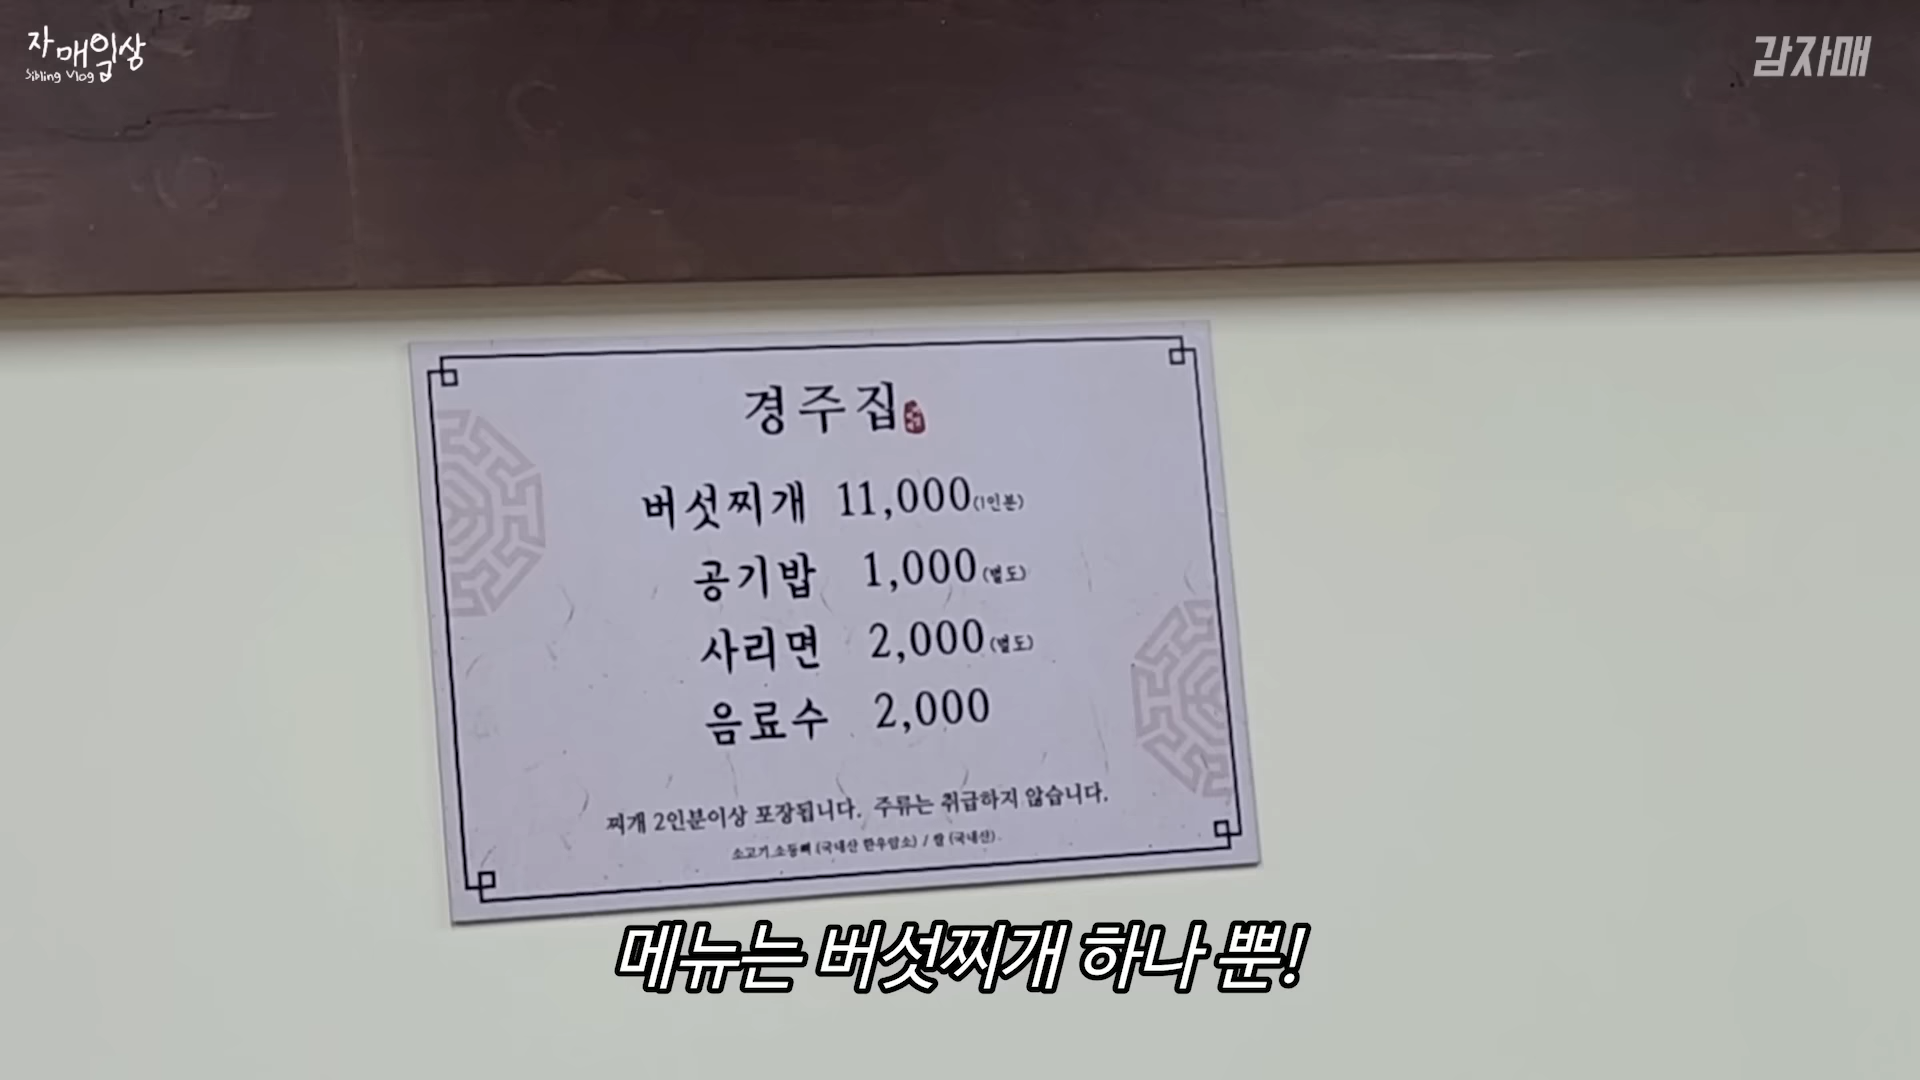 자매일상
Sibling Vlog
감자매
경주집
버섯찌개 11,000(1인분)
공기밥 1,000(별도)
사리면 2,000(별도)
음료수 2,000
찌개 2인분이상 포장됩니다. 주류는 취급하지 않습니다.
소고기,소등뼈 (국내산 한우암소) / 쌀 (국내산)
메뉴는 버섯찌개 하나 뿐!